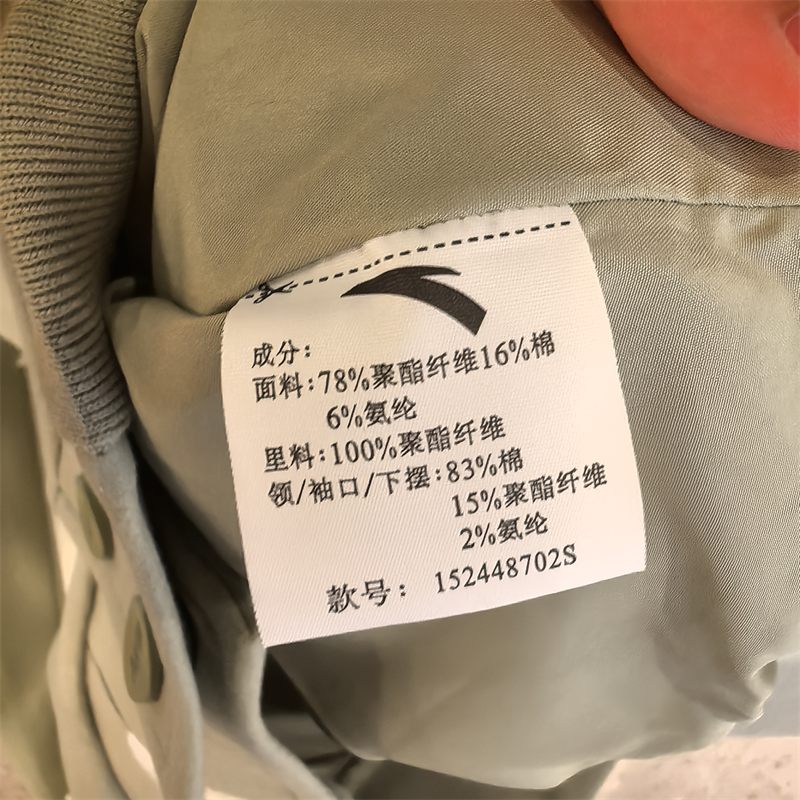 成分:
面料:78%聚酯纤维16%棉
6%氨纶
里料:100%聚酯纤维
领/袖口/下摆:83%棉
15%聚酯纤维
2%氨纶
款号: 152448702S